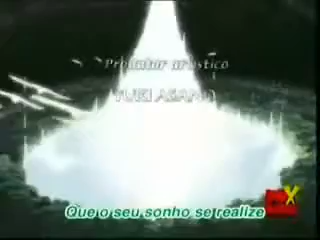 Produtor artístico
YUKI ASAMI
Que o seu sonho se realize
X